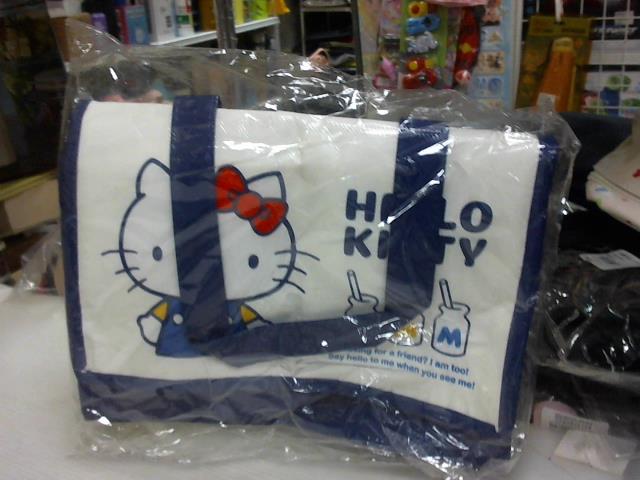 HELLO
KITTY
M
for a friend? I am too!
Say hello to me when you see me!